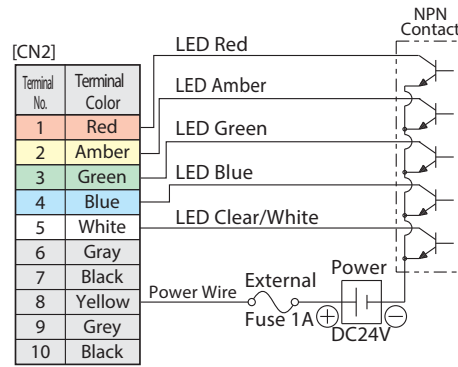 NPN
Contact
[CN2]
Terminal No. Terminal Color
1 Red
2 Amber
3 Green
4 Blue
5 White
6 Gray
7 Black
8 Yellow
9 Grey
10 Black
LED Red
LED Amber
LED Green
LED Blue
LED Clear/White
Power Wire
External
Fuse 1A
Power
+ −
DC24V